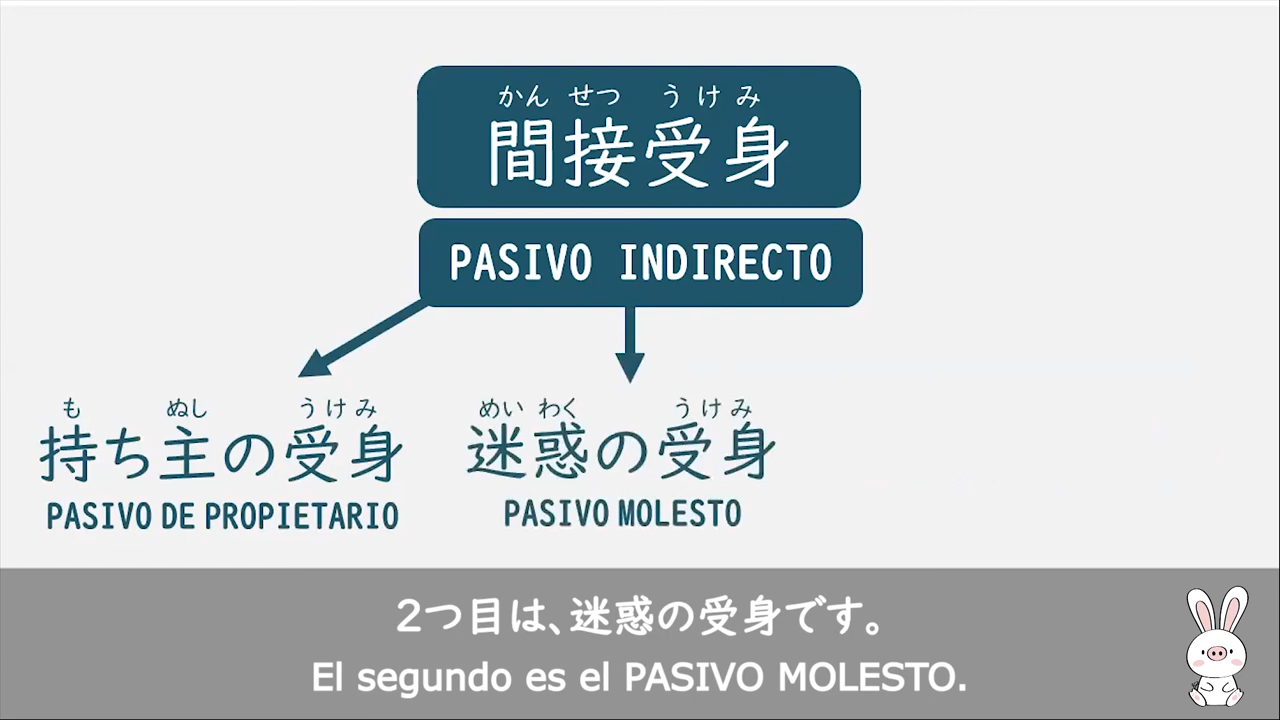 かん せつ うけみ
間接受身
PASIVO INDIRECTO
も ぬし うけみ
持ち主の受身
PASIVO DE PROPIETARIO
めい わく うけみ
迷惑の受身
PASIVO MOLESTO
2つ目は、迷惑の受身です。
El segundo es el PASIVO MOLESTO.